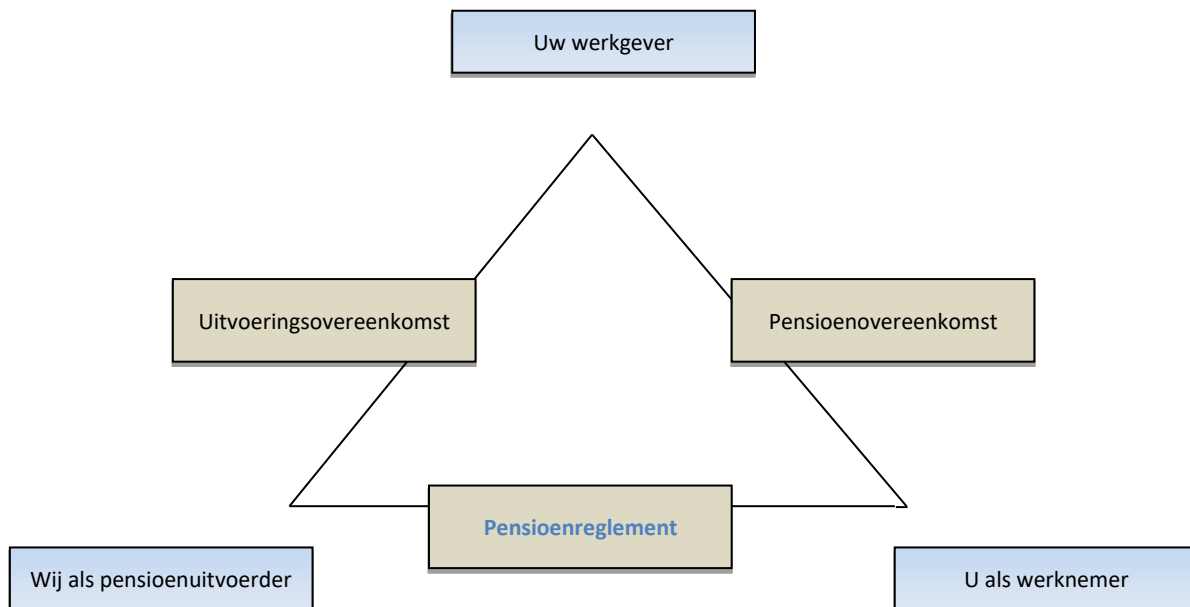 Uw werkgever
Uitvoeringsovereenkomst
Pensioenovereenkomst
Pensioenreglement
Wij als pensioenuitvoerder
U als werknemer